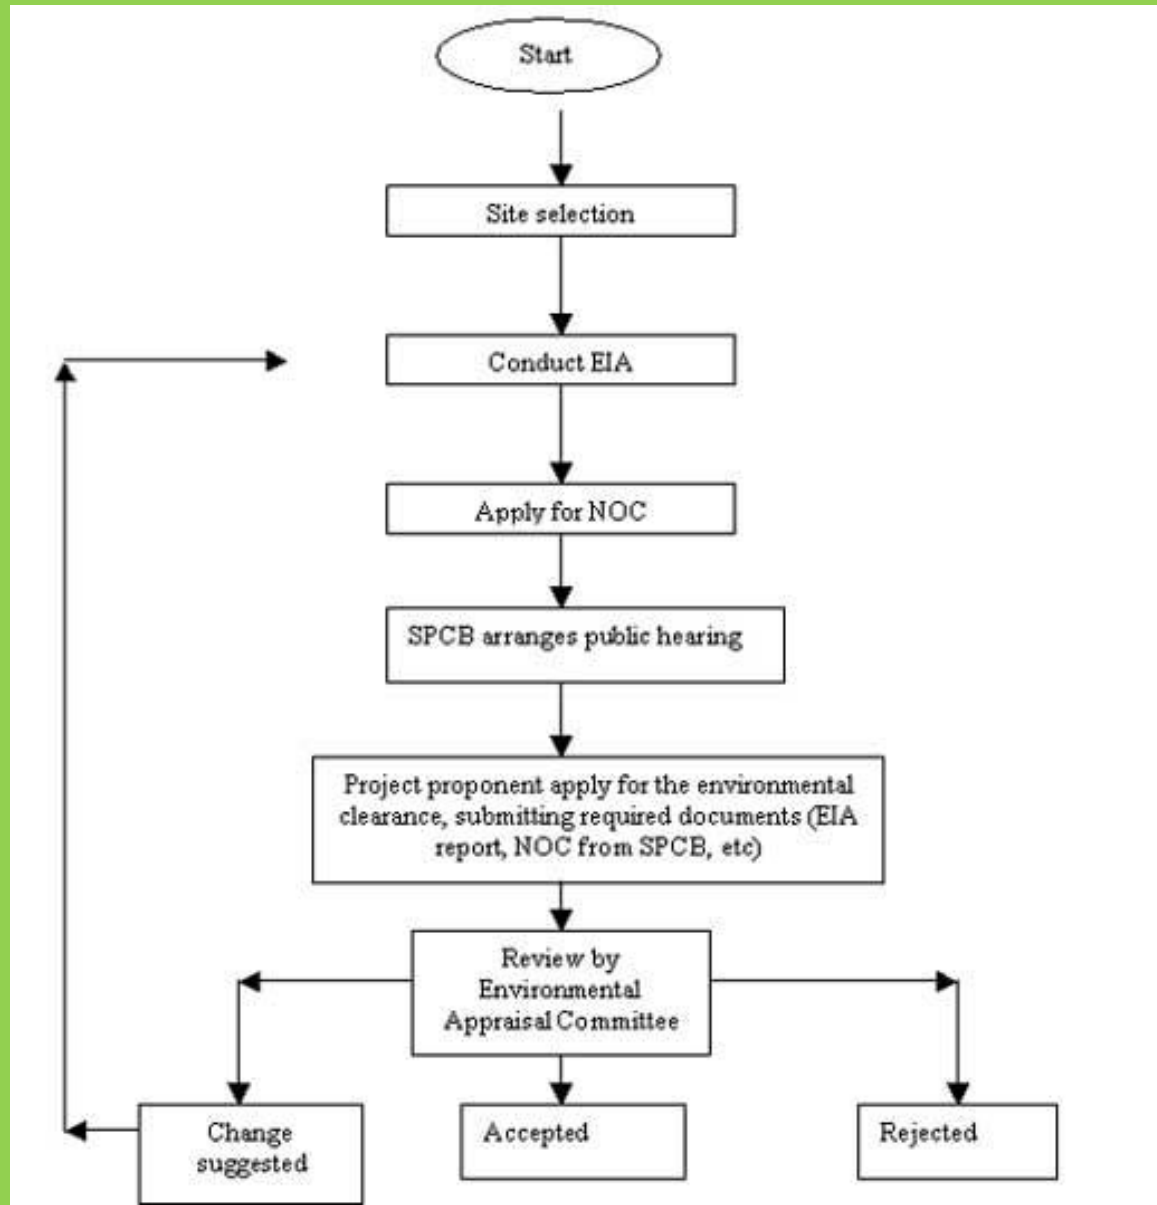 Start
Site selection
Conduct EIA
Apply for NOC
SPCB arranges public hearing
Project proponent apply for the environmental
clearance, submitting required documents (EIA
report, NOC from SPCB, etc)
Review by
Environmental
Appraisal Committee
Change
suggested
Accepted
Rejected